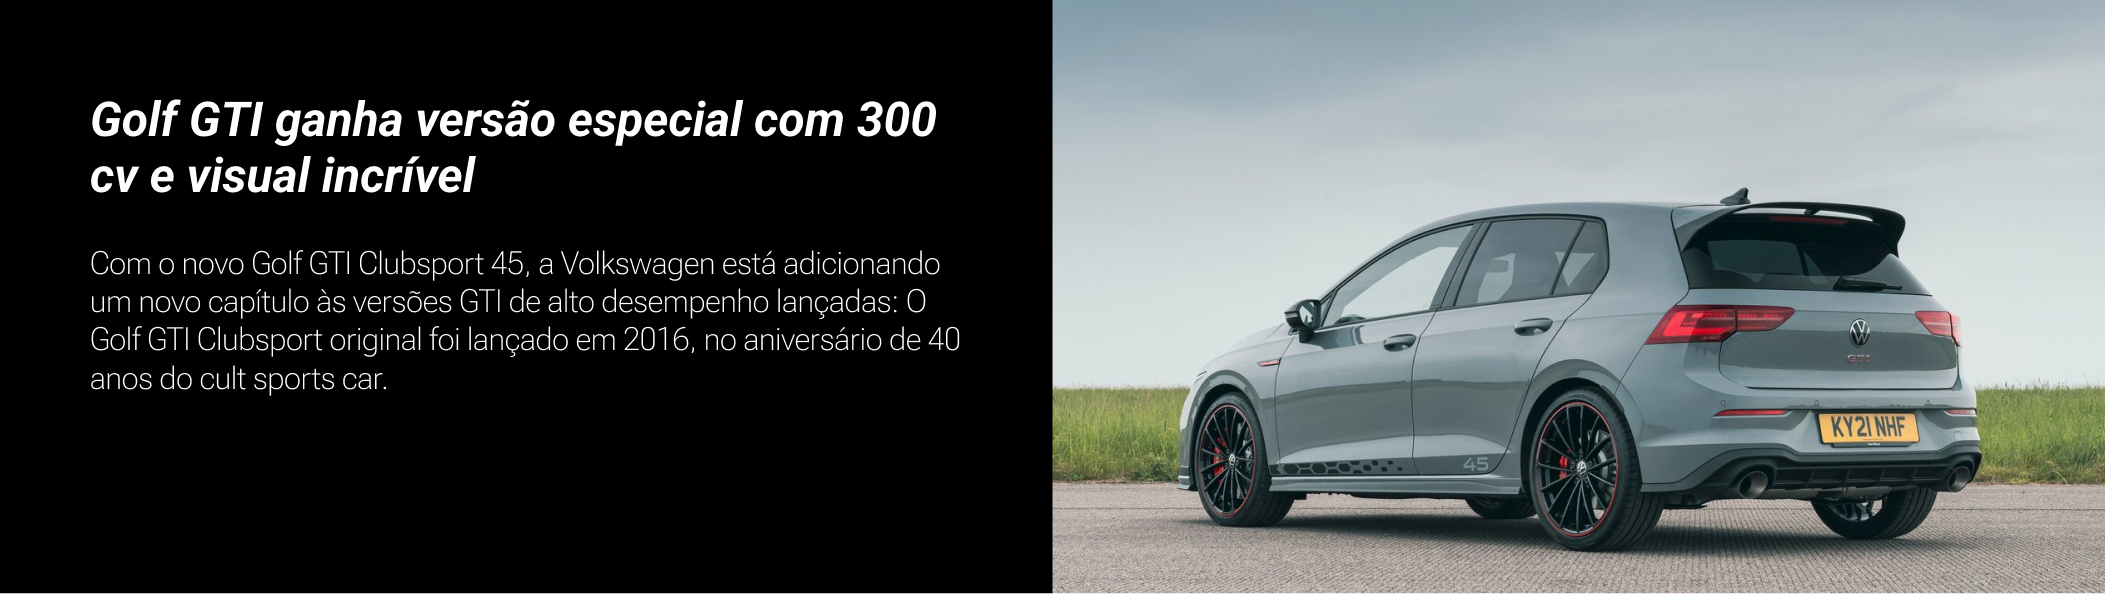 Golf GTI ganha versão especial com 300
cv e visual incrível
Com o novo Golf GTI Clubsport 45, a Volkswagen está adicionando
um novo capítulo às versões GTI de alto desempenho lançadas: O
Golf GTI Clubsport original foi lançado em 2016, no aniversário de 40
anos do cult sports car.
GTI
KY21 NHF
45